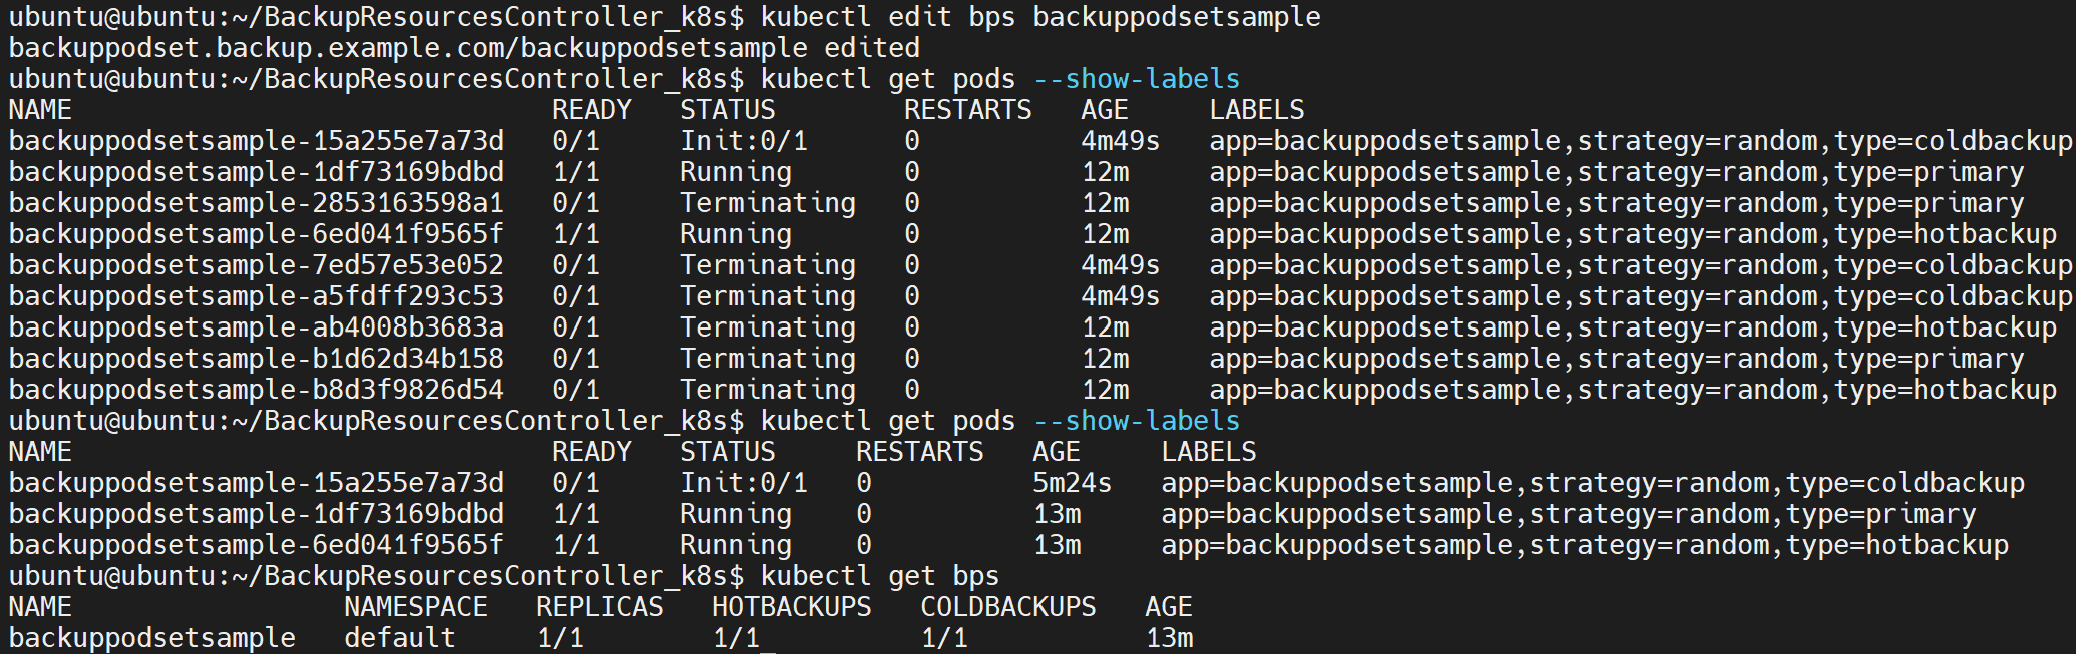 ubuntu@ubuntu:~/BackupResourcesController_k8s$ kubectl edit bps backuppodsetsample
backuppodset.backup.example.com/backuppodsetsample edited
ubuntu@ubuntu:~/BackupResourcesController_k8s$ kubectl get pods --show-labels
NAME READY STATUS RESTARTS AGE LABELS
backuppodsetsample-15a255e7a73d 0/1 Init:0/1 0 4m49s app=backuppodsetsample,strategy=random,type=coldbackup
backuppodsetsample-1df73169bdbd 1/1 Running 0 12m app=backuppodsetsample,strategy=random,type=primary
backuppodsetsample-2853163598a1 0/1 Terminating 0 12m app=backuppodsetsample,strategy=random,type=primary
backuppodsetsample-6ed041f9565f 1/1 Running 0 12m app=backuppodsetsample,strategy=random,type=hotbackup
backuppodsetsample-7ed57e53e052 0/1 Terminating 0 4m49s app=backuppodsetsample,strategy=random,type=coldbackup
backuppodsetsample-a5fdff293c53 0/1 Terminating 0 4m49s app=backuppodsetsample,strategy=random,type=coldbackup
backuppodsetsample-ab4008b3683a 0/1 Terminating 0 12m app=backuppodsetsample,strategy=random,type=hotbackup
backuppodsetsample-b1d62d34b158 0/1 Terminating 0 12m app=backuppodsetsample,strategy=random,type=primary
backuppodsetsample-b8d3f9826d54 0/1 Terminating 0 12m app=backuppodsetsample,strategy=random,type=hotbackup
ubuntu@ubuntu:~/BackupResourcesController_k8s$ kubectl get pods --show-labels
NAME READY STATUS RESTARTS AGE LABELS
backuppodsetsample-15a255e7a73d 0/1 Init:0/1 0 5m24s app=backuppodsetsample,strategy=random,type=coldbackup
backuppodsetsample-1df73169bdbd 1/1 Running 0 13m app=backuppodsetsample,strategy=random,type=primary
backuppodsetsample-6ed041f9565f 1/1 Running 0 13m app=backuppodsetsample,strategy=random,type=hotbackup
ubuntu@ubuntu:~/BackupResourcesController_k8s$ kubectl get bps
NAME NAMESPACE REPLICAS HOTBACKUPS COLDBACKUPS AGE
backuppodsetsample default 1/1 1/1 1/1 13m